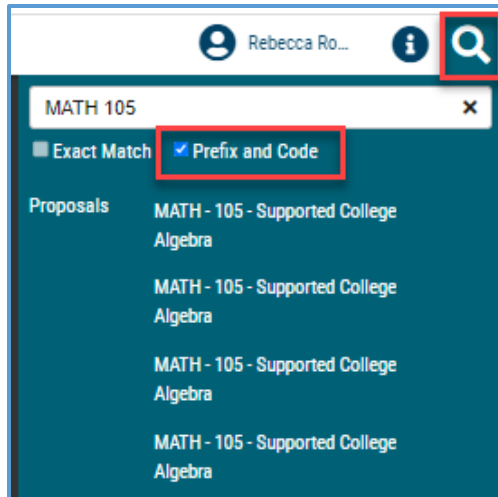 Rebecca Ro...
MATH 105
Exact Match Prefix and Code
Proposals MATH - 105 - Supported College
Algebra
MATH - 105 - Supported College
Algebra
MATH - 105 - Supported College
Algebra
MATH - 105 - Supported College
Algebra